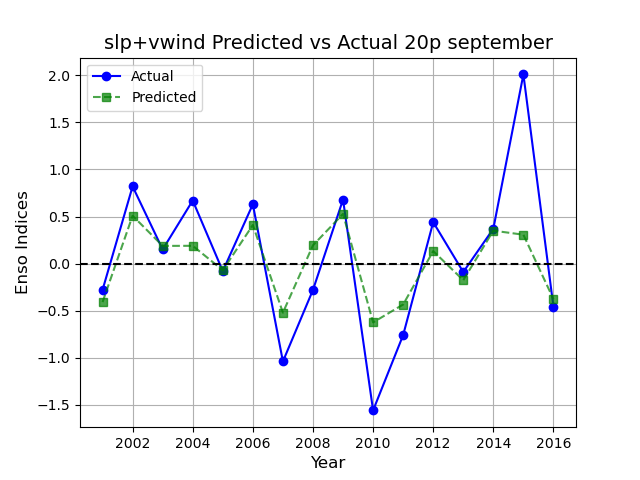 slp+vwind Predicted vs Actual 20p september
Actual
Predicted
2.0
1.5
1.0
0.5
0.0
−0.5
−1.0
−1.5
Enso Indices
2002 2004 2006 2008 2010 2012 2014 2016
Year